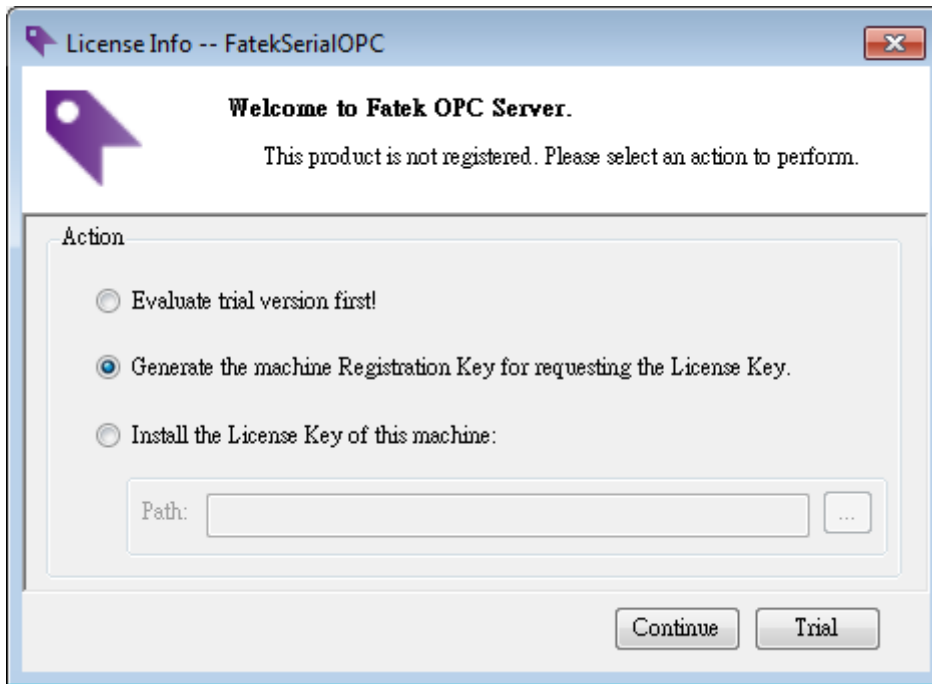 License Info -- FatekSerialOPC
Welcome to Fatek OPC Server.
This product is not registered. Please select an action to perform.
Action
Evaluate trial version first!
Generate the machine Registration Key for requesting the License Key.
Install the License Key of this machine:
Path:
...
Continue
Trial